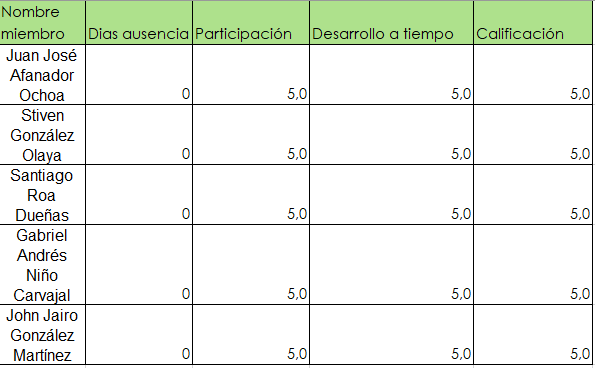 Nombre
miembro Dias ausencia Participación Desarrollo a tiempo Calificación
Juan José
Afanador
Ochoa 0 5,0 5,0 5,0
Stiven
González
Olaya 0 5,0 5,0 5,0
Santiago
Roa
Dueñas 0 5,0 5,0 5,0
Gabriel
Andrés
Niño
Carvajal 0 5,0 5,0 5,0
John Jairo
González
Martínez 0 5,0 5,0 5,0